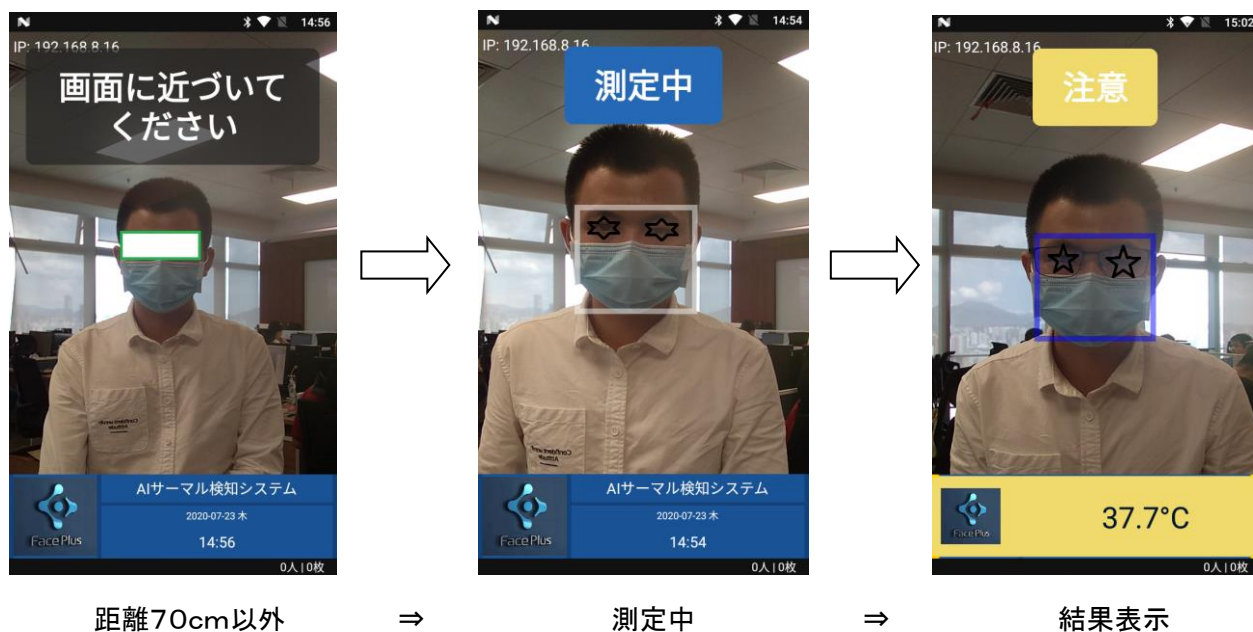 14:56
IP: 192.168.8.16
画面に近づいて
ください
AIサーマル検知システム
2020-07-23 木
14:56
Face Plus
0人|0枚
14:54
IP: 192.168.8.16
測定中
AIサーマル検知システム
2020-07-23 木
14:54
Face Plus
0人|0枚
15:02
IP: 192.168.8.16
注意
37.7°C
Face Plus
0人|0枚
距離70cm以外 ⇒ 測定中 ⇒ 結果表示